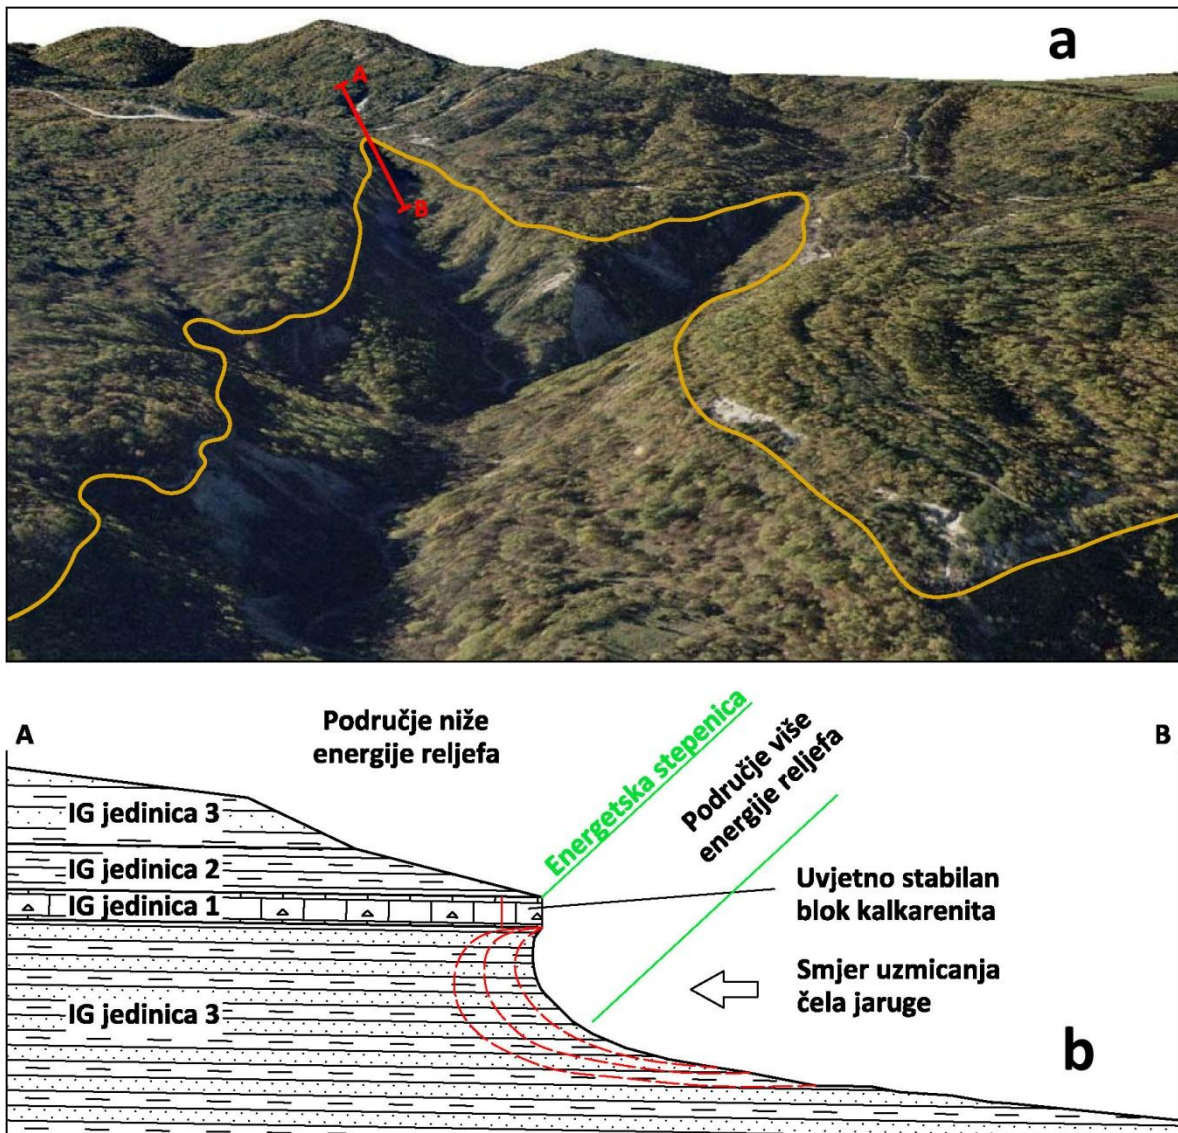 a
A
B
A
Područje niže
energije reljefa
Energetska stepenica
Područje više
energije reljefa
B
IG jedinica 3
IG jedinica 2
IG jedinica 1
Uvjetno stabilan
blok kalkarenita
IG jedinica 3
Smjer uzmicanja
čela jaruge
b